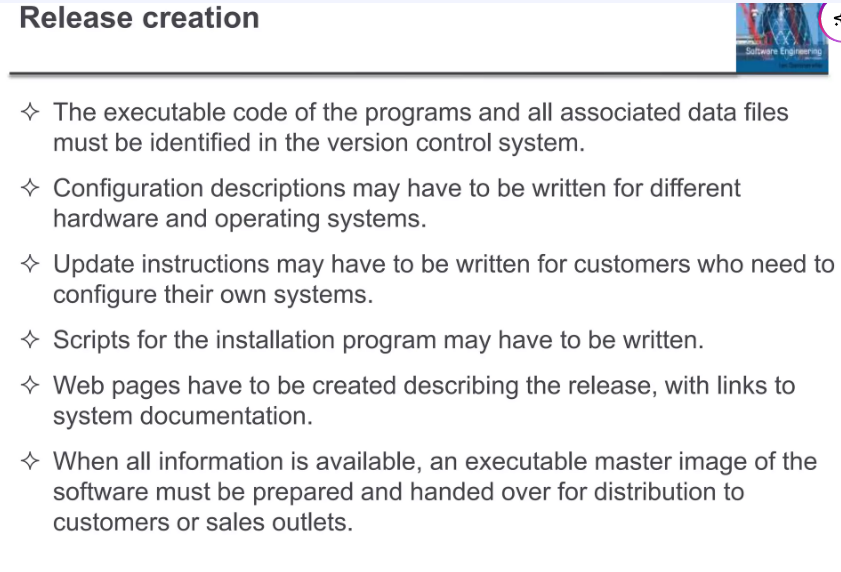 Release creation
Software Engineering
Ian Sommerville
✧ The executable code of the programs and all associated data files
must be identified in the version control system.
✧ Configuration descriptions may have to be written for different
hardware and operating systems.
✧ Update instructions may have to be written for customers who need to
configure their own systems.
✧ Scripts for the installation program may have to be written.
✧ Web pages have to be created describing the release, with links to
system documentation.
✧ When all information is available, an executable master image of the
software must be prepared and handed over for distribution to
customers or sales outlets.